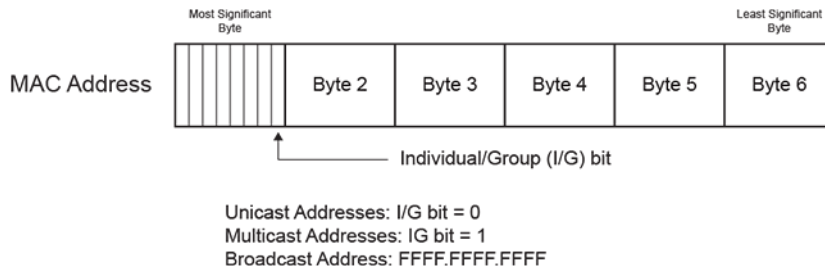 Most Significant
Byte
Least Significant
Byte
MAC Address
Byte 2
Byte 3
Byte 4
Byte 5
Byte 6
Individual/Group (I/G) bit
Unicast Addresses: I/G bit = 0
Multicast Addresses: IG bit = 1
Broadcast Address: FFFF.FFFF.FFFF